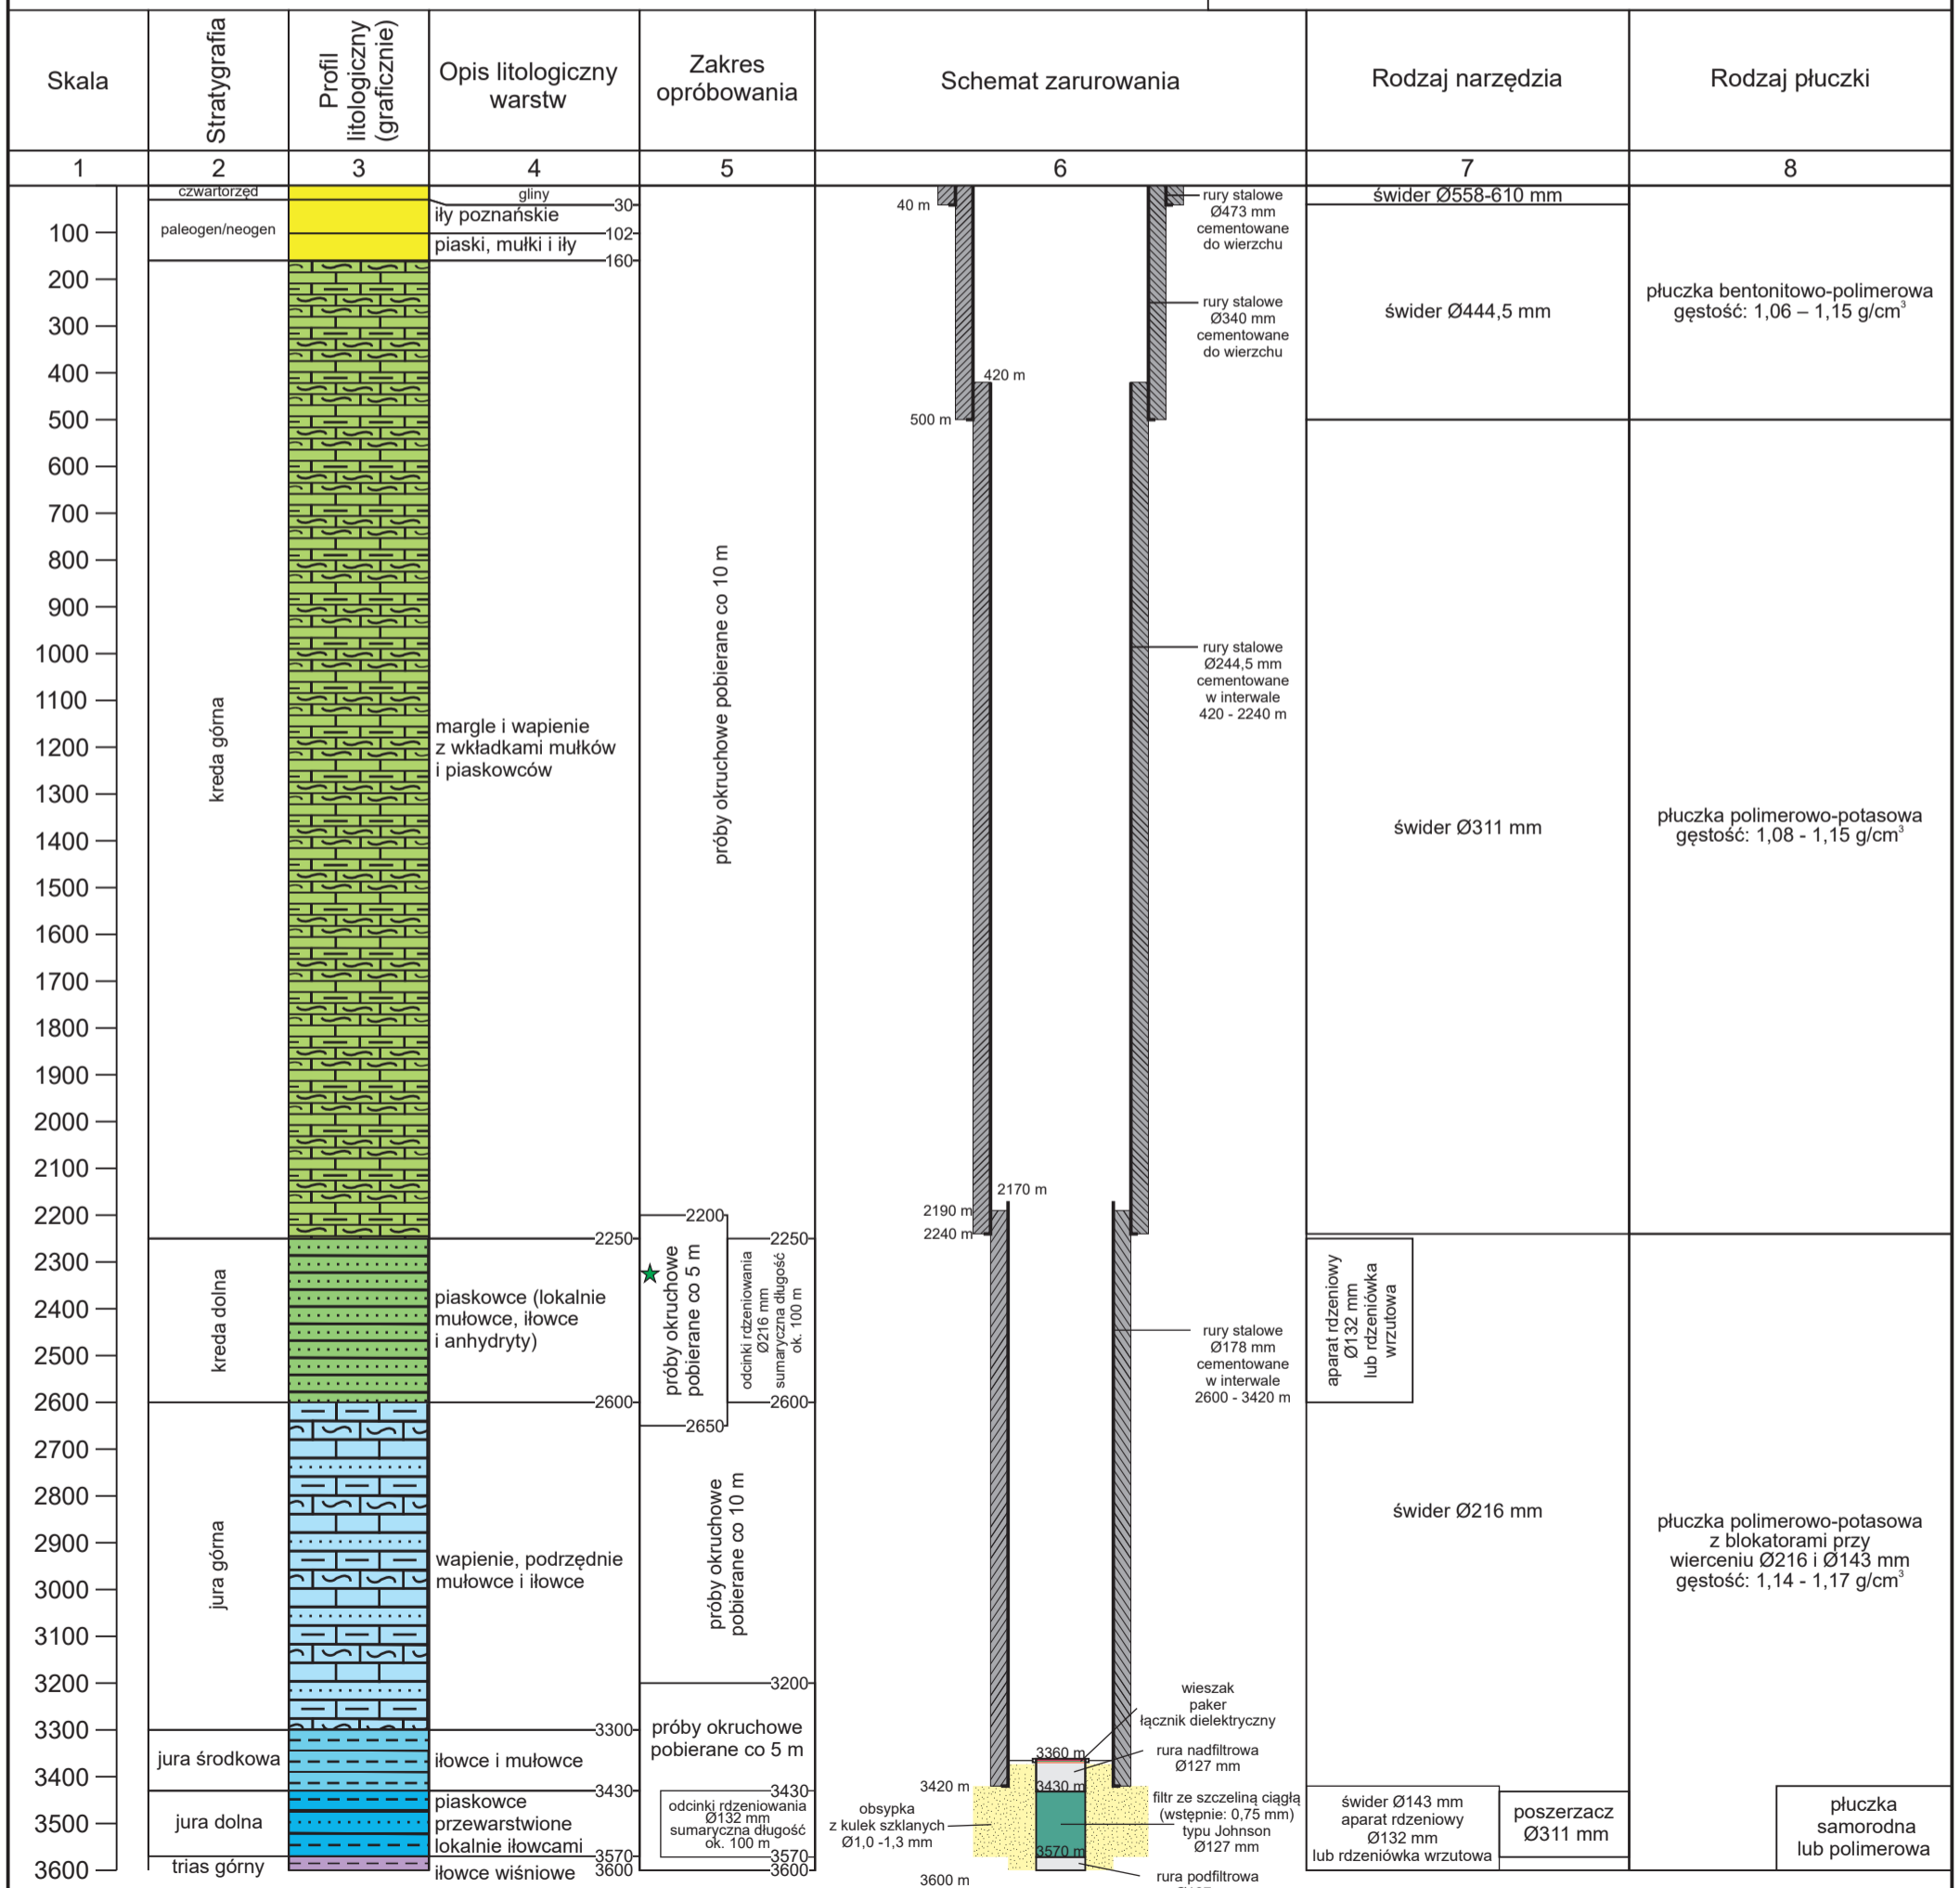 Skala
Stratygrafia
Profil
litologiczny
(graficznie)
Opis litologiczny
warstw
Zakres
opróbowania
Schemat zarurowania
Rodzaj narzędzia
Rodzaj płuczki
1
2
3
4
5
6
7
8
100
200
300
400
500
600
700
800
900
1000
1100
1200
1300
1400
1500
1600
1700
1800
1900
2000
2100
2200
2300
2400
2500
2600
2700
2800
2900
3000
3100
3200
3300
3400
3500
3600
czwartorzęd
paleogen/neogen
kreda górna
kreda dolna
jura górna
jura środkowa
jura dolna
trias górny
gliny
30
iły poznańskie
102
piaski, mułki i iły
160
margle i wapienie
z wkładkami mułków
i piaskowców
2250
piaskowce (lokalnie
mułowce, iłowce
i anhydryty)
2600
wapienie, podrzędnie
mułowce i iłowce
3300
iłowce i mułowce
3430
piaskowce
przewarstwione
lokalnie iłowcami
3570
iłowce wiśniowe
3600
próby okruchowe pobierane co 10 m
2200
próby okruchowe
pobierane co 5 m
2650
2250
odcinki rdzeniowania
Ø216 mm
sumaryczna długość
ok. 100 m
2600
próby okruchowe
pobierane co 10 m
3200
próby okruchowe
pobierane co 5 m
3430
odcinki rdzeniowania
Ø132 mm
sumaryczna długość
ok. 100 m
3570
3600
40 m
rury stalowe
Ø473 mm
cementowane
do wierzchu
rury stalowe
Ø340 mm
cementowane
do wierzchu
420 m
500 m
rury stalowe
Ø244,5 mm
cementowane
w interwale
420 - 2240 m
2170 m
2190 m
2240 m
rury stalowe
Ø178 mm
cementowane
w interwale
2600 - 3420 m
wieszak
paker
łącznik dielektryczny
3360 m
rura nadfiltrowa
Ø127 mm
3420 m
3430 m
obsypka
z kulek szklanych
Ø1,0 -1,3 mm
filtr ze szczeliną ciągłą
(wstępnie: 0,75 mm)
typu Johnson
Ø127 mm
3570 m
rura podfiltrowa
3600 m
świder Ø558-610 mm
świder Ø444,5 mm
świder Ø311 mm
aparat rdzeniowy
Ø132 mm
lub rdzeniówka
wrzutowa
świder Ø216 mm
świder Ø143 mm
aparat rdzeniowy
Ø132 mm
lub rdzeniówka wrzutowa
poszerzacz
Ø311 mm
płuczka bentonitowo-polimerowa
gęstość: 1,06 – 1,15 g/cm³
płuczka polimerowo-potasowa
gęstość: 1,08 - 1,15 g/cm³
płuczka polimerowo-potasowa
z blokatorami przy
wierceniu Ø216 i Ø143 mm
gęstość: 1,14 - 1,17 g/cm³
płuczka
samorodna
lub polimerowa